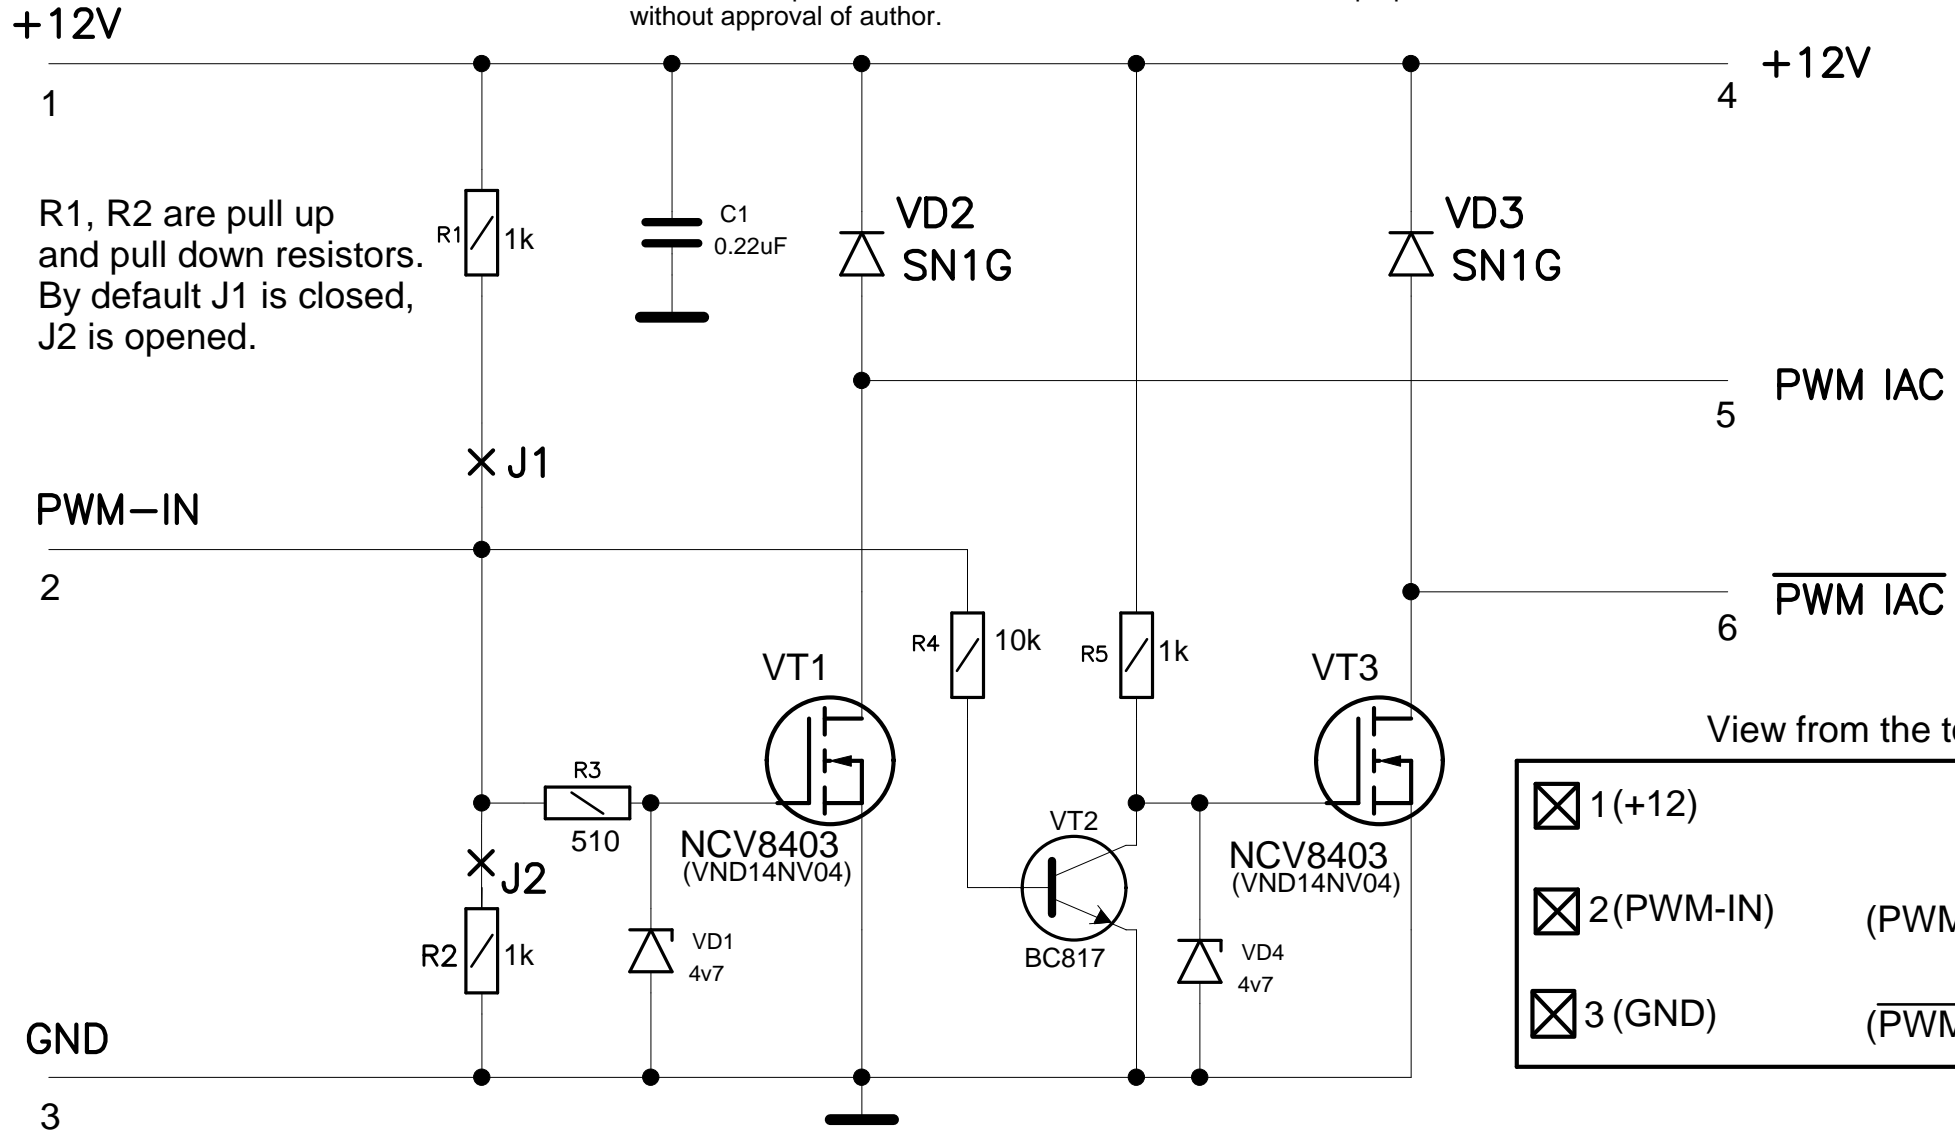 without approval of author.
+12V
1
+12V
4
R1, R2 are pull up
and pull down resistors.
By default J1 is closed,
J2 is opened.
R1
1k
C1
0.22uF
VD2
SN1G
VD3
SN1G
PWM IAC
5
J1
PWM-IN
2
PWM IAC
6
R4
10k
R5
1k
VT1
VT3
View from the
R3
510
NCV8403
(VND14NV04)
VT2
BC817
NCV8403
(VND14NV04)
J2
R2
1k
VD1
4v7
VD4
4v7
1(+12)
2(PWM-IN)
(PWM
3 (GND)
(PWM
GND
3